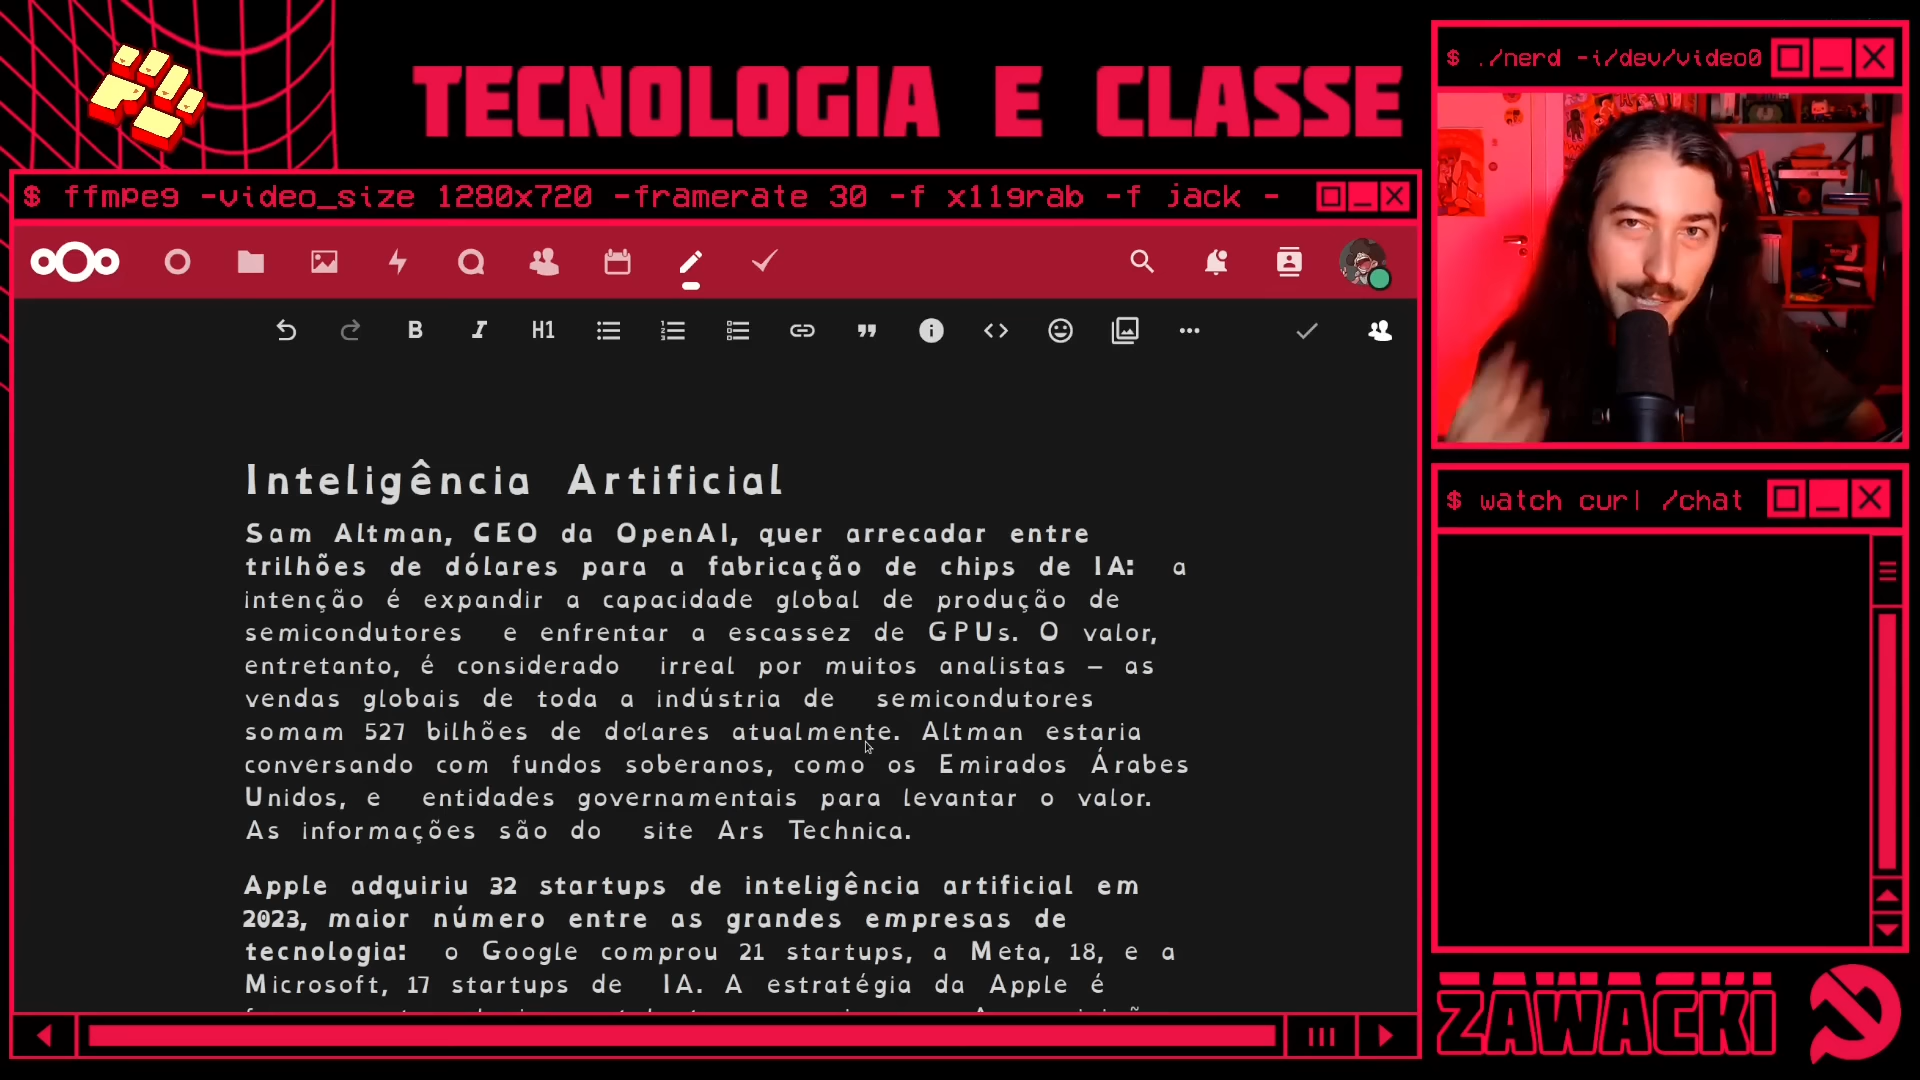 TECNOLOGIA E CLASSE
$ ./nerd -i/dev/video0
$ ffmpeg -video_size 1280x720 -framerate 30 -f x11grab -f jack -
B I H1
Inteligência Artificial
Sam Altman, CEO da OpenAI, quer arrecadar entre
trilhões de dólares para a fabricação de chips de IA: a
intenção é expandir a capacidade global de produção de
semicondutores e enfrentar a escassez de GPUs. O valor,
entretanto, é considerado irreal por muitos analistas – as
vendas globais de toda a indústria de semicondutores
somam 527 bilhões de dólares atualmente. Altman estaria
conversando com fundos soberanos, como os Emirados Árabes
Unidos, e entidades governamentais para levantar o valor.
As informações são do site Ars Technica.
Apple adquiriu 32 startups de inteligência artificial em
2023, maior número entre as grandes empresas de
tecnologia: o Google comprou 21 startups, a Meta, 18, e a
Microsoft, 17 startups de IA. A estratégia da Apple é
$ watch curl /chat
ZAWACKI